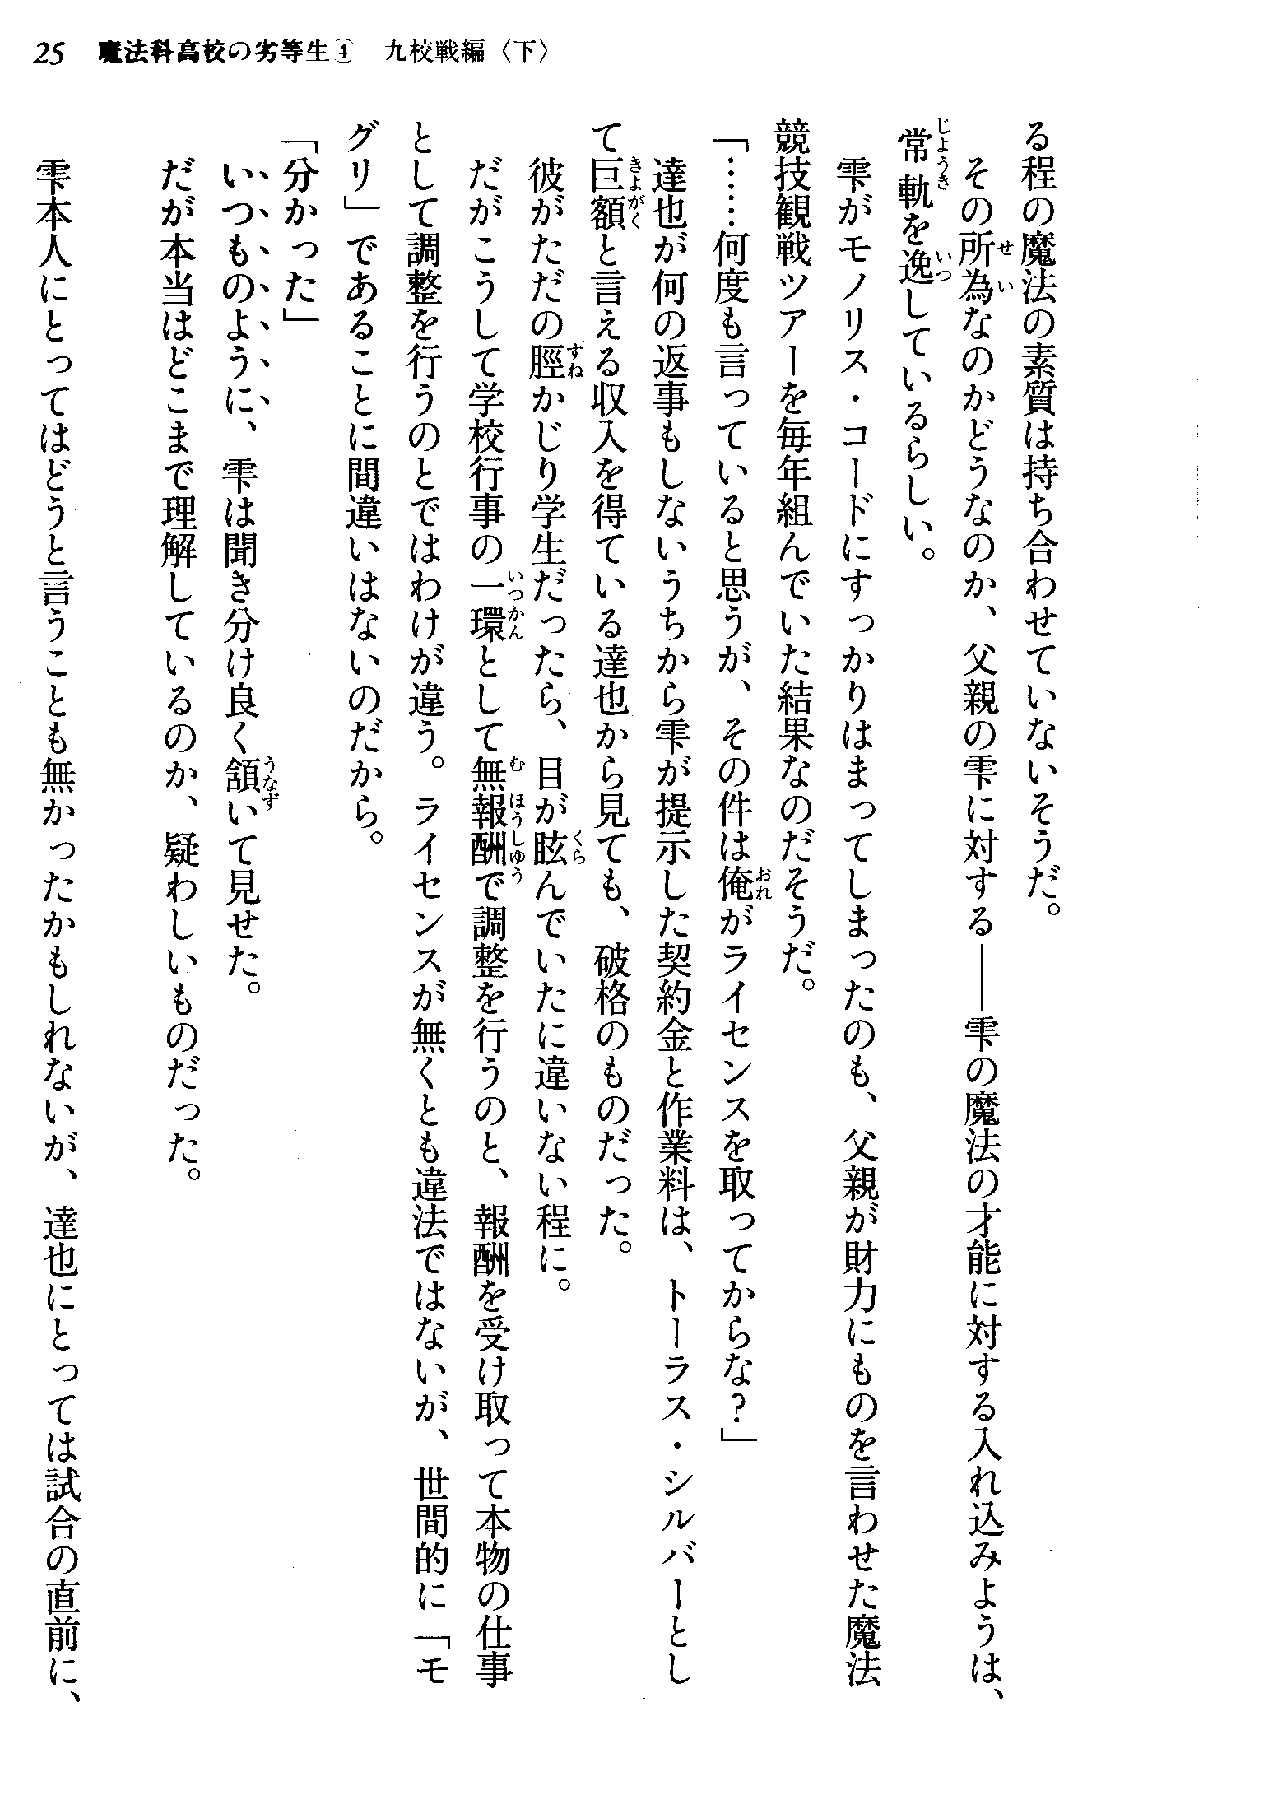 25　魔法科高校の劣等生④　九校戦編〈下〉
る程の魔法の素質は持ち合わせていないそうだ。
その所為なのかどうなのか、父親の雫に対する――雫の魔法の才能に対する入れ込みようは、
常軌を逸しているらしい。
雫がモノリス・コードにすっかりはまってしまったのも、父親が財力にものを言わせた魔法
競技観戦ツアーを毎年組んでいた結果なのだそうだ。
「……何度も言っていると思うが、その件は俺がライセンスを取ってからな？」
達也が何の返事もしないうちから雫が提示した契約金と作業料は、トーラス・シルバーとし
て巨額と言える収入を得ている達也から見ても、破格のものだった。
彼がただの脛かじり学生だったら、目が眩んでいたに違いない程に。
だがこうして学校行事の一環として無報酬で調整を行うのと、報酬を受け取って本物の仕事
として調整を行うのとではわけが違う。ライセンスが無くとも違法ではないが、世間的に「モ
グリ」であることに間違いはないのだから。
「分かった」
いつものように、雫は聞き分け良く頷いて見せた。
だが本当はどこまで理解しているのか、疑わしいものだった。
雫本人にとってはどうと言うことも無かったかもしれないが、達也にとっては試合の直前に、